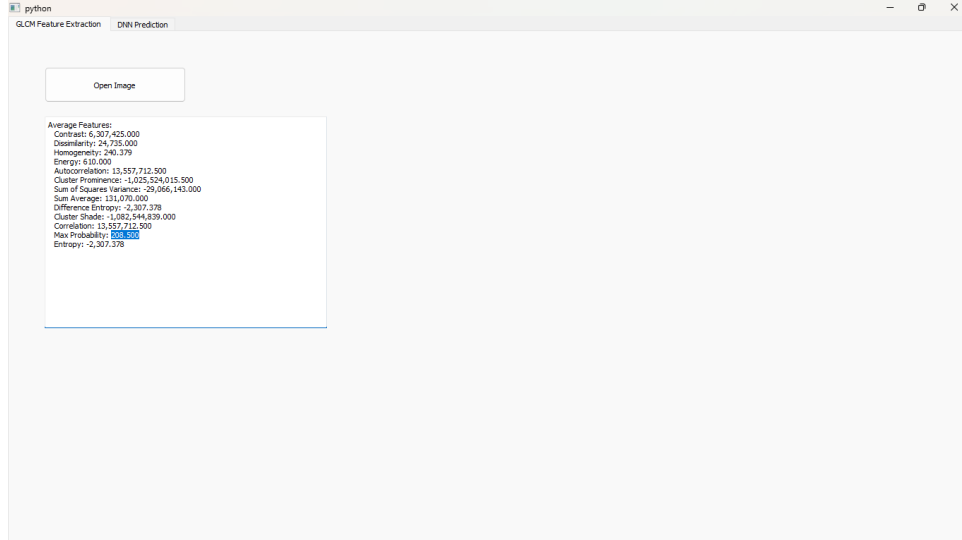 python
GLCM Feature Extraction DNN Prediction
Open Image
Average Features:
Contrast: 6,307,425.000
Dissimilarity: 24,735.000
Homogeneity: 240.379
Energy: 610.000
Autocorrelation: 13,557,712.500
Cluster Prominence: -1,025,524,015.500
Sum of Squares Variance: -29,066,143.000
Sum Average: 131,070.000
Difference Entropy: -2,307.378
Cluster Shade: -1,082,544,839.000
Correlation: 13,557,712.500
Max Probability: 208.500
Entropy: -2,307.378